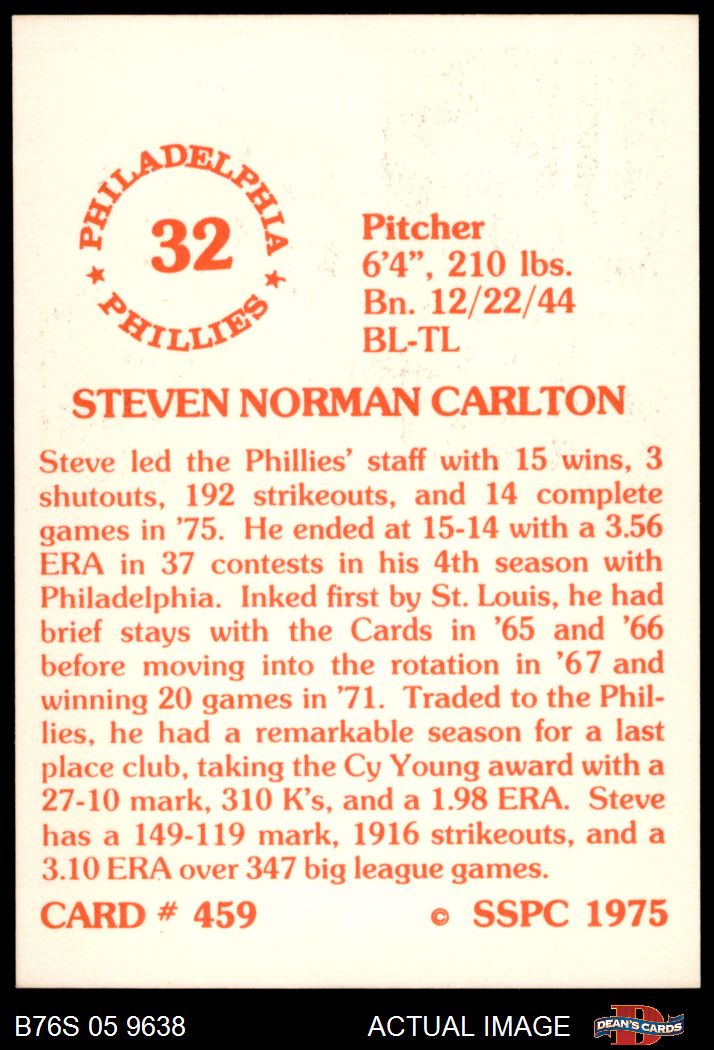 PHILADELPHIA
32
★ PHILLIES ★
Pitcher
6'4”, 210 lbs.
Bn. 12/22/44
BL-TL
STEVEN NORMAN CARLTON
Steve led the Phillies' staff with 15 wins, 3
shutouts, 192 strikeouts, and 14 complete
games in '75. He ended at 15-14 with a 3.56
ERA in 37 contests in his 4th season with
Philadelphia. Inked first by St. Louis, he had
brief stays with the Cards in '65 and '66
before moving into the rotation in '67 and
winning 20 games in '71. Traded to the Phil-
lies, he had a remarkable season for a last
place club, taking the Cy Young award with a
27-10 mark, 310 K's, and a 1.98 ERA. Steve
has a 149-119 mark, 1916 strikeouts, and a
3.10 ERA over 347 big league games.
CARD # 459 © SSPC 1975
B76S 05 9638 ACTUAL IMAGE D DEAN'S CARDS